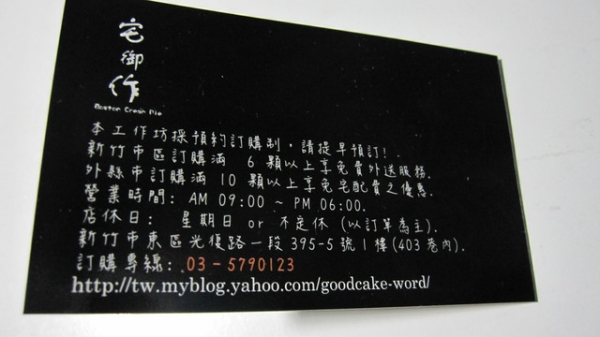 宅御作
Boston Cream Pie
本工作坊採預約訂購制，請提早預訂!
新竹市區訂購滿 6 顆以上享免費外送服務.
外縣市訂購滿 10 顆以上享免宅配費之優惠.
營業時間: AM 09:00 ~ PM 06:00.
店休日: 星期日 or 不定休 (以訂單為主).
新竹市東區光復路一段 395-5 號 1 樓 (403 巷內).
訂購專線: 03-5790123
http://tw.myblog.yahoo.com/goodcake-word/